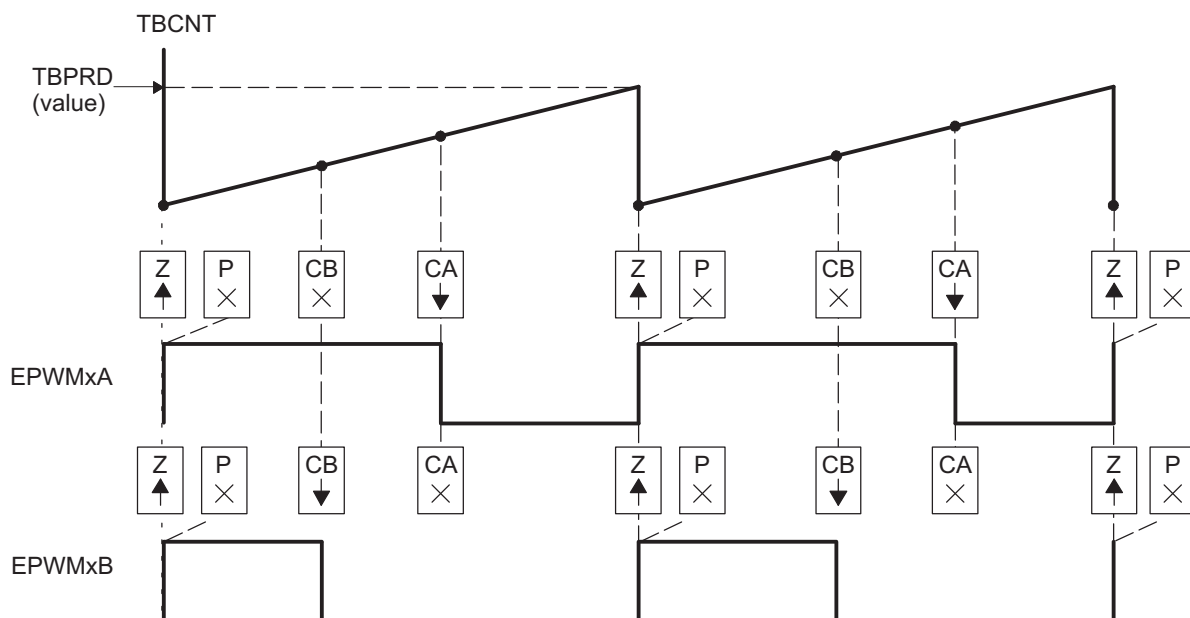 TBCNT
TBPRD
(value)
Z P CB CA Z P CB CA Z P
EPWMxA
Z P CB CA Z P CB CA Z P
EPWMxB